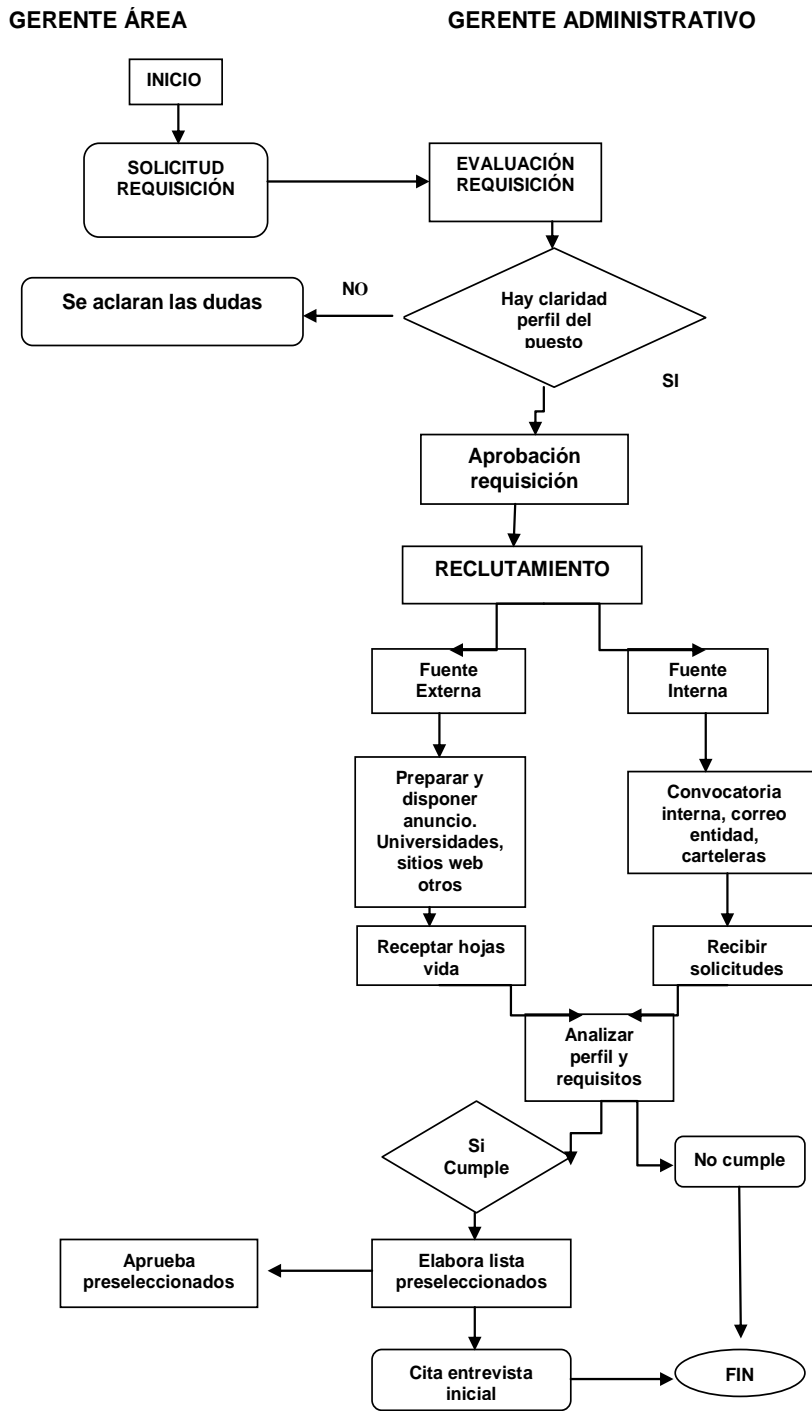 GERENTE ÁREA
GERENTE ADMINISTRATIVO
INICIO
SOLICITUD
REQUISICIÓN
EVALUACIÓN
REQUISICIÓN
Se aclaran las dudas
NO
Hay claridad
perfil del
puesto
SI
Aprobación
requisición
RECLUTAMIENTO
Fuente
Externa
Fuente
Interna
Preparar y
disponer
anuncio.
Universidades,
sitios web
otros
Convocatoria
interna, correo
entidad,
carteleras
Receptar hojas
vida
Recibir
solicitudes
Analizar
perfil y
requisitos
Si
Cumple
No cumple
Aprueba
preseleccionados
Elabora lista
preseleccionados
Cita entrevista
inicial
FIN